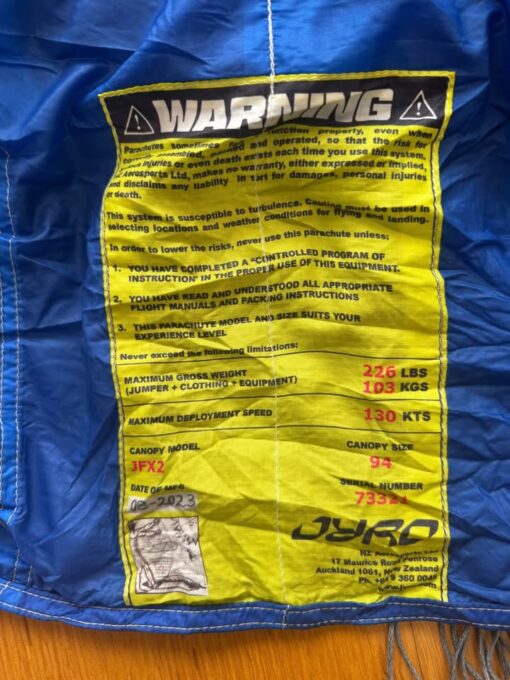 WARNING
Parachutes sometimes function properly, even when
assembled, and operated, so that the risk for
injuries or even death exists each time you use this system.
Aerosports Ltd, makes no warranty, either expressed or implied,
and disclaims any liability in tort for damages, personal injuries
or death.
This system is susceptible to turbulence. Caution must be used in
selecting locations and weather conditions for flying and landing.
In order to lower the risks, never use this parachute unless:
1. YOU HAVE COMPLETED A "CONTROLLED PROGRAM OF
INSTRUCTION' IN THE PROPER USE OF THIS EQUIPMENT.
2. YOU HAVE READ AND UNDERSTOOD ALL APPROPRIATE
FLIGHT MANUALS AND PACKING INSTRUCTIONS
3. THIS PARACHUTE MODEL AND SIZE SUITS YOUR
EXPERIENCE LEVEL
Never exceed the following limitations:
MAXIMUM GROSS WEIGHT 226 LBS
(JUMPER + CLOTHING + EQUIPMENT) 103 KGS
MAXIMUM DEPLOYMENT SPEED 130 KTS
CANOPY MODEL CANOPY SIZE
JFX2 94
DATE OF MFG SERIAL NUMBER
08-2023
JYRO
NZ Aerosports Ltd
17 Maurice Road Penrose
Auckland 1061, New Zealand
9 360 0048